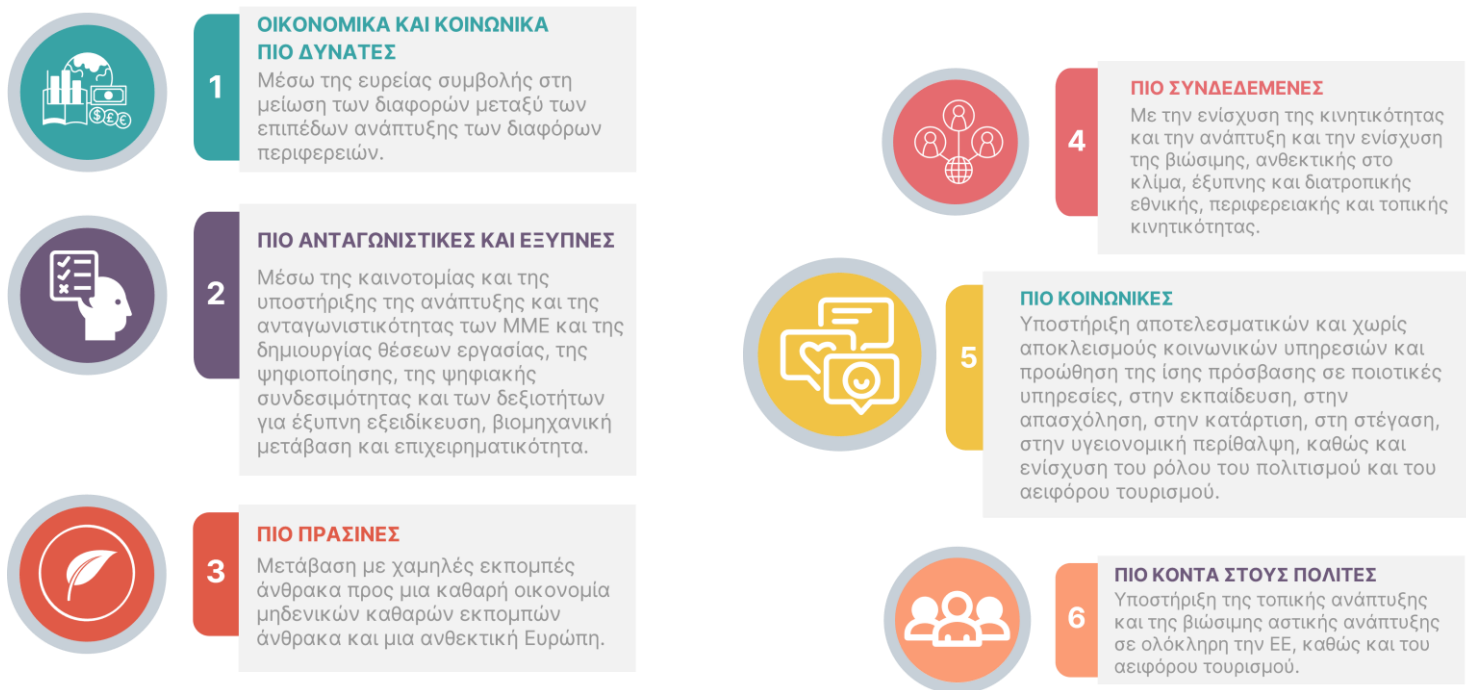 1
ΟΙΚΟΝΟΜΙΚΑ ΚΑΙ ΚΟΙΝΩΝΙΚΑ
ΠΙΟ ΔΥΝΑΤΕΣ
Μέσω της ευρείας συμβολής στη
μείωση των διαφορών μεταξύ των
επιπέδων ανάπτυξης των διαφόρων
περιφερειών.
2
ΠΙΟ ΑΝΤΑΓΩΝΙΣΤΙΚΕΣ ΚΑΙ ΕΞΥΠΝΕΣ
Μέσω της καινοτομίας και της
υποστήριξης της ανάπτυξης και της
ανταγωνιστικότητας των ΜΜΕ και της
δημιουργίας θέσεων εργασίας, της
ψηφιοποίησης, της ψηφιακής
συνδεσιμότητας και των δεξιοτήτων
για έξυπνη εξειδίκευση, βιομηχανική
μετάβαση και επιχειρηματικότητα.
3
ΠΙΟ ΠΡΑΣΙΝΕΣ
Μετάβαση με χαμηλές εκπομπές
άνθρακα προς μια καθαρή οικονομία
μηδενικών καθαρών εκπομπών
άνθρακα και μια ανθεκτική Ευρώπη.
4
ΠΙΟ ΣΥΝΔΕΔΕΜΕΝΕΣ
Με την ενίσχυση της κινητικότητας
και την ανάπτυξη και την ενίσχυση
της βιώσιμης, ανθεκτικής στο
κλίμα, έξυπνης και διατροπικής
εθνικής, περιφερειακής και τοπικής
κινητικότητας.
5
ΠΙΟ ΚΟΙΝΩΝΙΚΕΣ
Υποστήριξη αποτελεσματικών και χωρίς
αποκλεισμούς κοινωνικών υπηρεσιών και
προώθηση της ίσης πρόσβασης σε ποιοτικές
υπηρεσίες, στην εκπαίδευση, στην
απασχόληση, στην κατάρτιση, στη στέγαση,
στην υγειονομική περίθαλψη, καθώς και
ενίσχυση του ρόλου του πολιτισμού και του
αειφόρου τουρισμού.
6
ΠΙΟ ΚΟΝΤΑ ΣΤΟΥΣ ΠΟΛΙΤΕΣ
Υποστήριξη της τοπικής ανάπτυξης
και της βιώσιμης αστικής ανάπτυξης
σε ολόκληρη την ΕΕ, καθώς και του
αειφόρου τουρισμού.